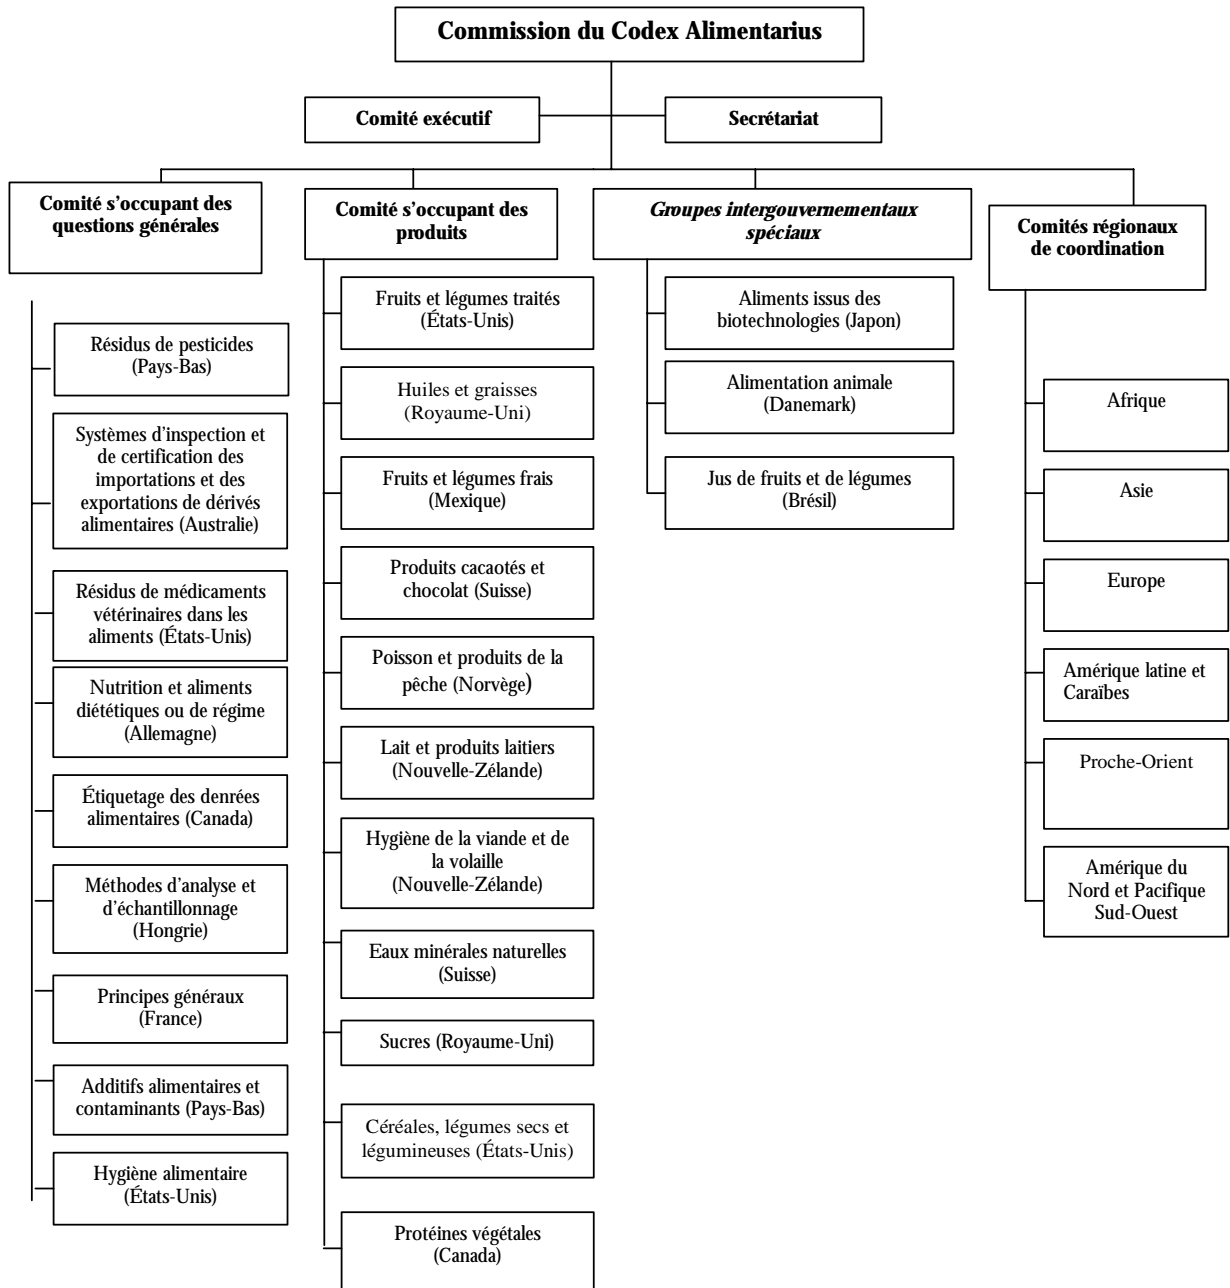 Commission du Codex Alimentarius
Comité exécutif
Secrétariat
Comité s'occupant des
questions générales
Résidus de pesticides
(Pays-Bas)
Systèmes d'inspection et
de certification des
importations et des
exportations de dérivés
alimentaires (Australie)
Résidus de médicaments
vétérinaires dans les
aliments (États-Unis)
Nutrition et aliments
diététiques ou de régime
(Allemagne)
Étiquetage des denrées
alimentaires (Canada)
Méthodes d'analyse et
d'échantillonnage
(Hongrie)
Principes généraux
(France)
Additifs alimentaires et
contaminants (Pays-Bas)
Hygiène alimentaire
(États-Unis)
Comité s'occupant des
produits
Fruits et légumes traités
(États-Unis)
Huiles et graisses
(Royaume-Uni)
Fruits et légumes frais
(Mexique)
Produits cacaotés et
chocolat (Suisse)
Poisson et produits de la
pêche (Norvège)
Lait et produits laitiers
(Nouvelle-Zélande)
Hygiène de la viande et de
la volaille
(Nouvelle-Zélande)
Eaux minérales naturelles
(Suisse)
Sucres (Royaume-Uni)
Céréales, légumes secs et
légumineuses (États-Unis)
Protéines végétales
(Canada)
Groupes intergouvernementaux
spéciaux
Aliments issus des
biotechnologies (Japon)
Alimentation animale
(Danemark)
Jus de fruits et de légumes
(Brésil)
Comités régionaux
de coordination
Afrique
Asie
Europe
Amérique latine et
Caraïbes
Proche-Orient
Amérique du
Nord et Pacifique
Sud-Ouest